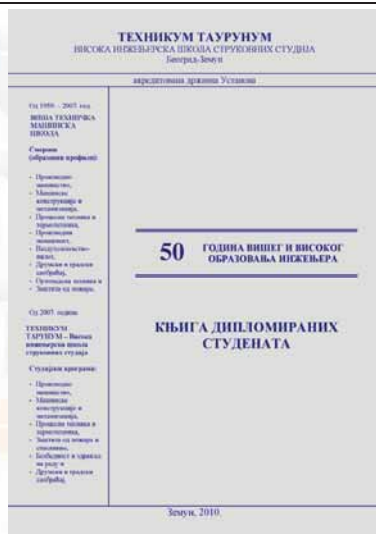 ТЕХНИКУМ ТАУРУНУМ
ВИСОКА ИНЖЕЊЕРСКА ШКОЛА СТРУКОВНИХ СТУДИЈА
Београд-Земун
акредитована државна Установа
Од 1959. - 2007. год.
ВИША ТЕХНИЧКА
МАШИНСКА
ШКОЛА
Смерови
(образовни профили):
- Производно
машинство,
- Машинске
конструкције и
механизација,
- Процесна техника и
термотехника,
- Производни
менаџмент,
- Ваздухопловство-
пилот,
- Друмски и градски
саобраћај,
- Ортопедска техника и
- Заштита од пожара.
Од 2007. године
ТЕХНИКУМ
ТАУРУНУМ – Висока
инжењерска школа
струковних студија
Студијски програми:
- Производно
машинство,
- Машинске
конструкције и
механизација,
- Процесна техника и
термотехника,
- Заштита од пожара и
спасавање,
- Безбедност и здравље
на раду и
- Друмски и градски
саобраћај.
50 ГОДИНА ВИШЕГ И ВИСОКОГ
ОБРАЗОВАЊА ИНЖЕЊЕРА
КЊИГА ДИПЛОМИРАНИХ
СТУДЕНАТА
Земун, 2010.